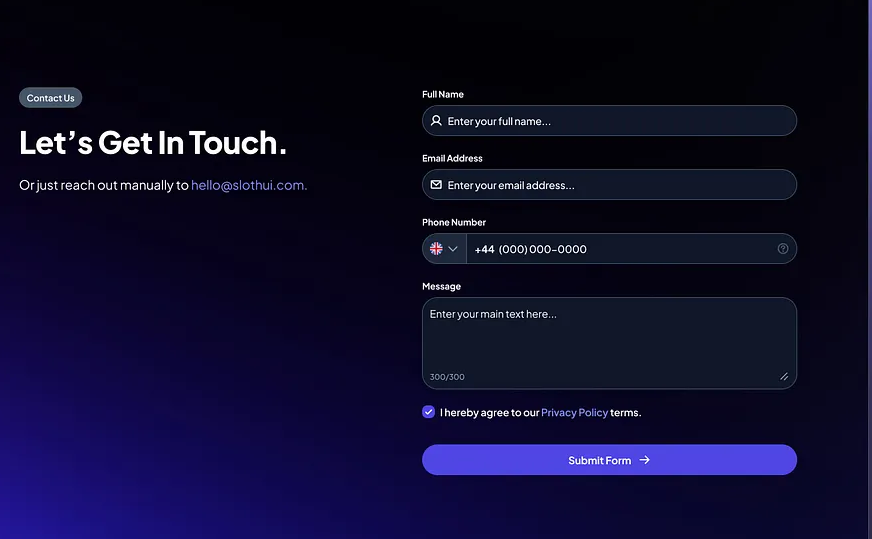 Contact Us
Let’s Get In Touch.
Or just reach out manually to hello@slothui.com.
Full Name
Enter your full name...
Email Address
Enter your email address...
Phone Number
+44 (000) 000-0000
Message
Enter your main text here...
300/300
I hereby agree to our Privacy Policy terms.
Submit Form